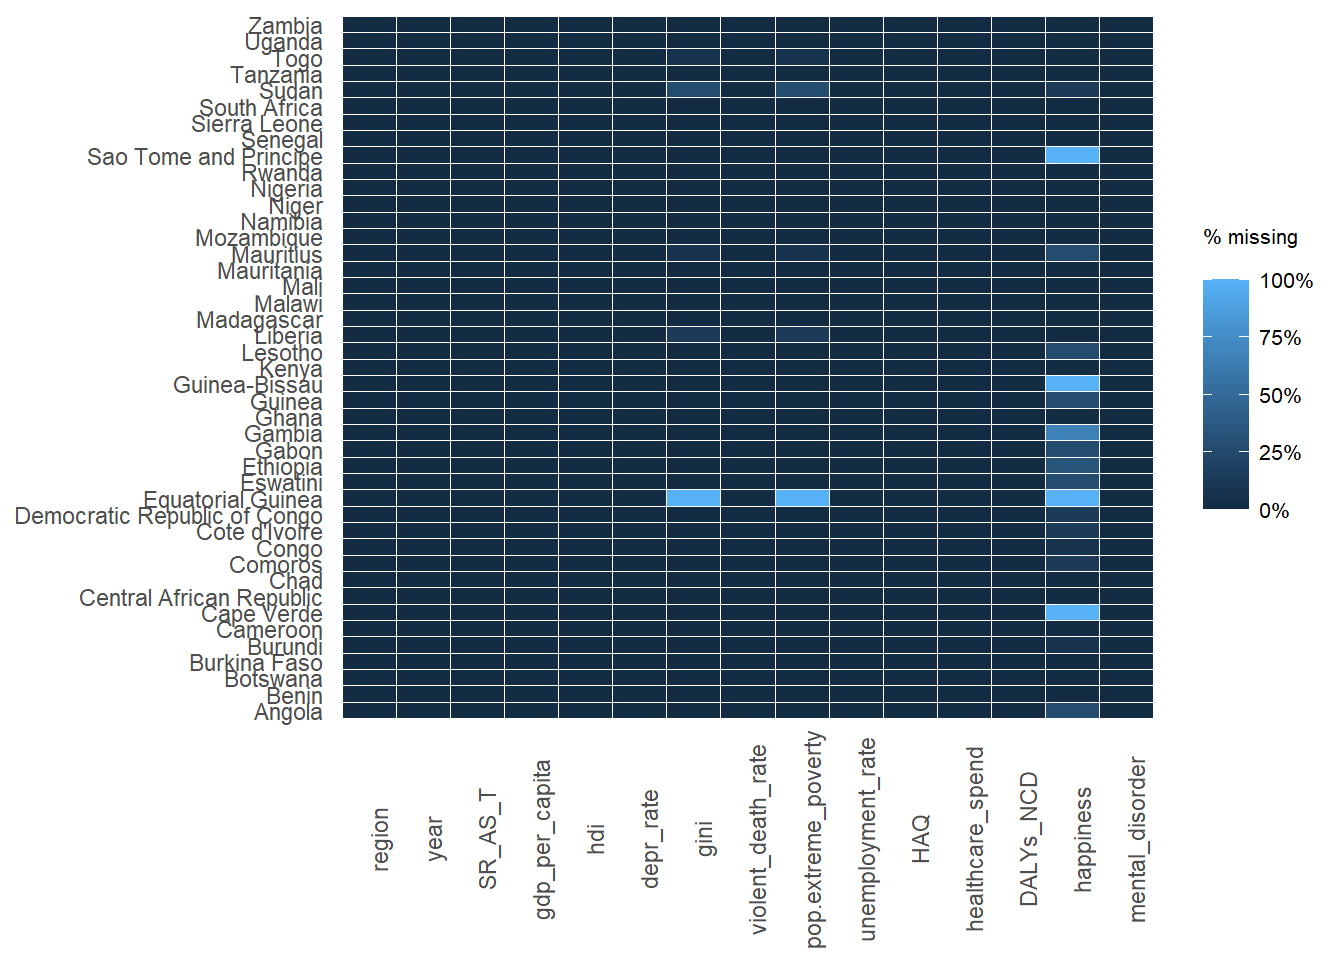 Zambia
Uganda
Togo
Tanzania
Sudan
South Africa
Sierra Leone
Senegal
Sao Tome and Principe
Rwanda
Nigeria
Niger
Namibia
Mozambique
Mauritius
Mauritania
Mali
Malawi
Madagascar
Liberia
Lesotho
Kenya
Guinea-Bissau
Guinea
Ghana
Gambia
Gabon
Ethiopia
Eswatini
Equatorial Guinea
Democratic Republic of Congo
Cote d'Ivoire
Congo
Comoros
Chad
Central African Republic
Cape Verde
Cameroon
Burundi
Burkina Faso
Botswana
Benin
Angola
region
year
SR_AS_T
gdp_per_capita
hdi
depr_rate
gini
violent_death_rate
pop.extreme_poverty
unemployment_rate
HAQ
healthcare_spend
DALYs_NCD
happiness
mental_disorder
% missing
100%
75%
50%
25%
0%